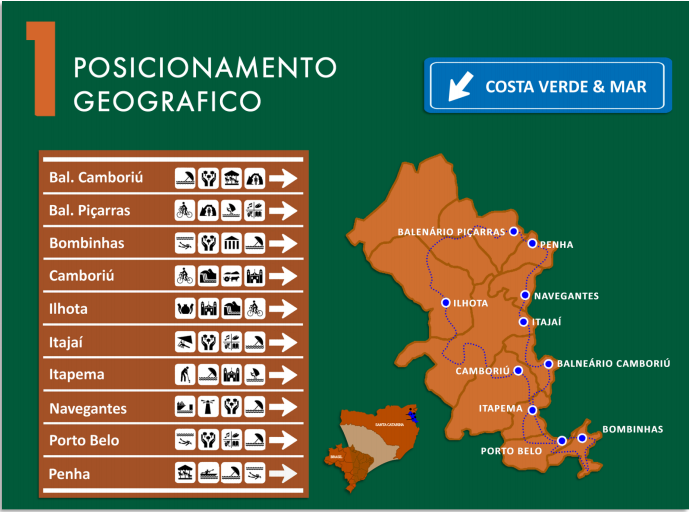 1
POSICIONAMENTO
GEOGRAFICO
COSTA VERDE & MAR
Bal. Camboriú
Bal. Piçarras
Bombinhas
Camboriú
Ilhota
Itajaí
Itapema
Navegantes
Porto Belo
Penha
BALENÁRIO PIÇARRAS
PENHA
NAVEGANTES
ILHOTA
ITAJAÍ
BALNEÁRIO CAMBORIÚ
CAMBORIÚ
ITAPEMA
BOMBINHAS
PORTO BELO
SANTA CATARINA
BRASIL